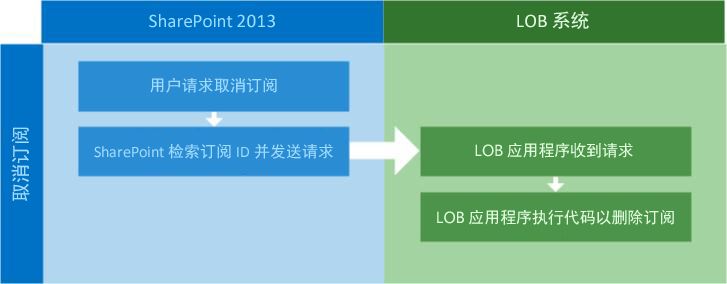 SharePoint 2013
LOB 系统
取消订阅
用户请求取消订阅
SharePoint 检索订阅 ID 并发送请求
LOB 应用程序收到请求
LOB 应用程序执行代码以删除订阅